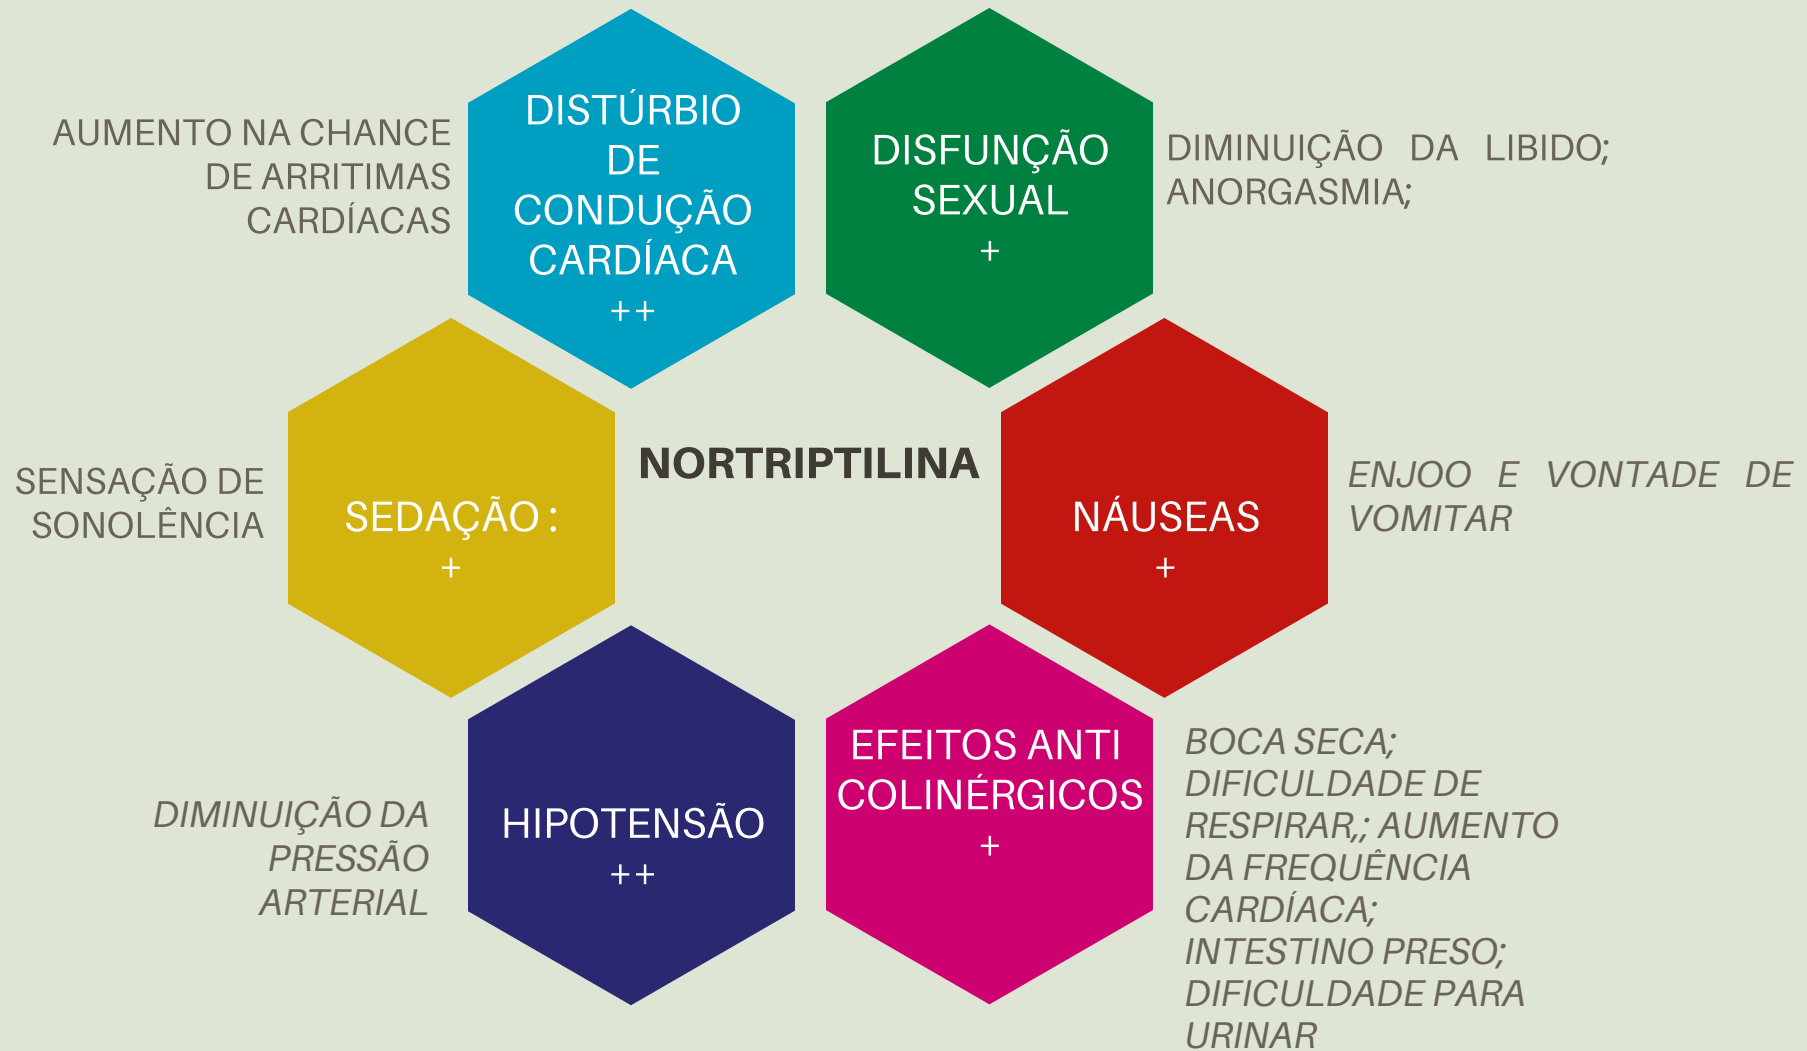 AUMENTO NA CHANCE
DE ARRITIMAS
CARDÍACAS
DISTÚRBIO
DE
CONDUÇÃO
CARDÍACA
++
DISFUNÇÃO
SEXUAL
+
DIMINUIÇÃO DA LIBIDO;
ANORGASMIA;
SENSAÇÃO DE
SONOLÊNCIA
SEDAÇÃO :
+
NORTRIPTILINA
NÁUSEAS
+
ENJOO E VONTADE DE
VOMITAR
DIMINUIÇÃO DA
PRESSÃO
ARTERIAL
HIPOTENSÃO
++
EFEITOS ANTI
COLINÉRGICOS
+
BOCA SECA;
DIFICULDADE DE
RESPIRAR,; AUMENTO
DA FREQUÊNCIA
CARDÍACA;
INTESTINO PRESO;
DIFICULDADE PARA
URINAR